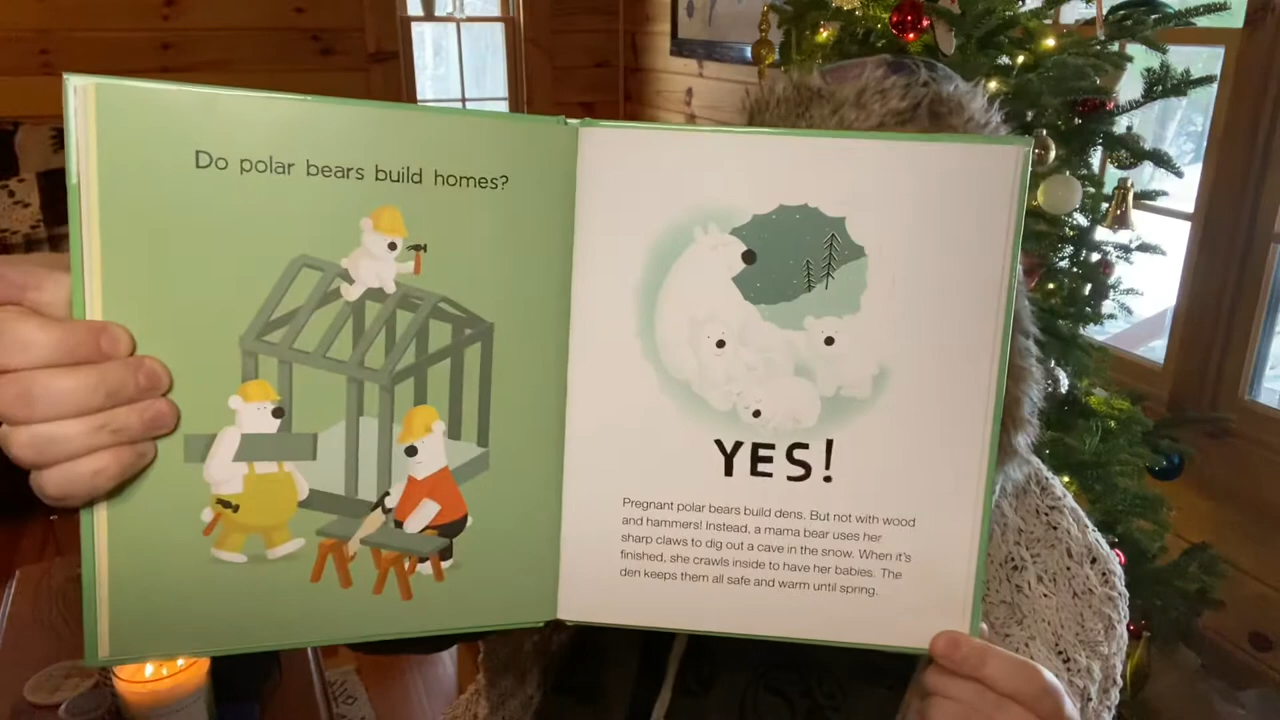 Do polar bears build homes?
YES!
Pregnant polar bears build dens. But not with wood
and hammers! Instead, a mama bear uses her
sharp claws to dig out a cave in the snow. When it's
finished, she crawls inside to have her babies. The
den keeps them all safe and warm until spring.